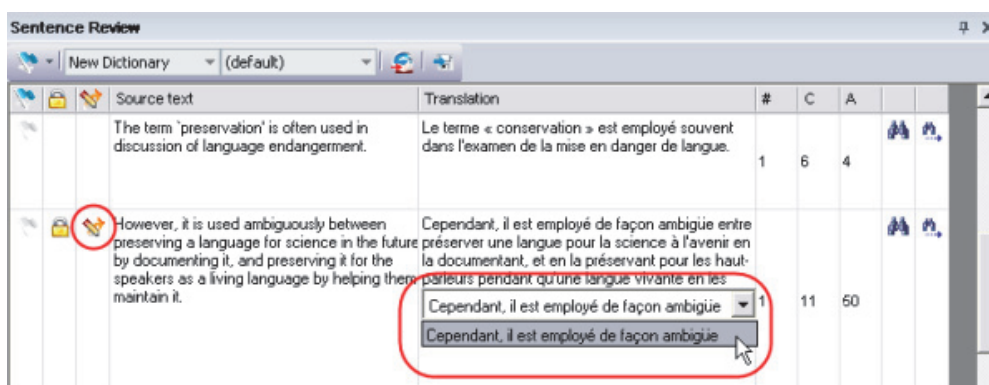 Sentence Review
New Dictionary (default)
Source text Translation # C A
The term `preservation' is often used in
discussion of language endangerment.
Le terme « conservation » est employé souvent
dans l'examen de la mise en danger de langue.
1 6 4
However, it is used ambiguously between
preserving a language for science in the future
by documenting it, and preserving it for the
speakers as a living language by helping them
maintain it.
Cependant, il est employé de façon ambigüe entre
préserver une langue pour la science à l'avenir en
la documentant, et en la préservant pour les haut-
parleurs pendant qu'une langue vivante en les
Cependant, il est employé de façon ambigüe
Cependant, il est employé de façon ambigüe
1 11 60